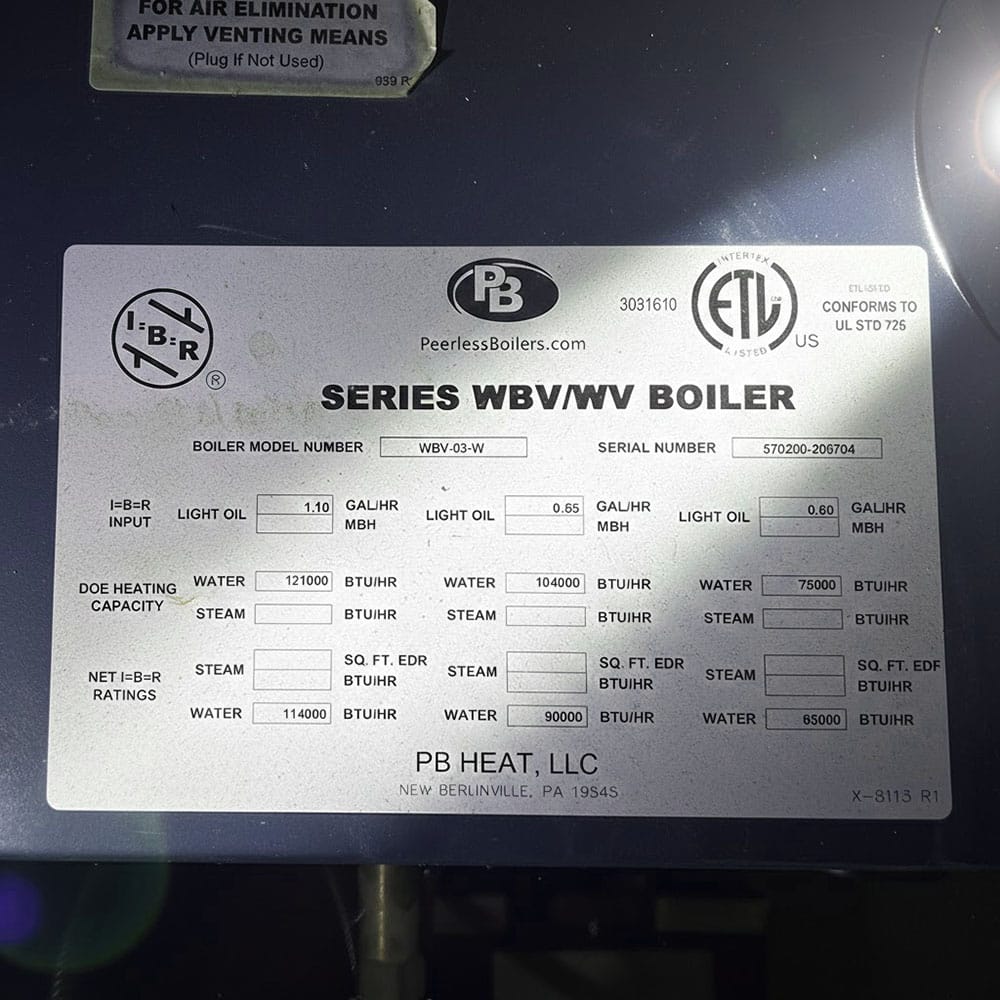 FOR AIR ELIMINATION
APPLY VENTING MEANS
(Plug If Not Used)
939 R
I=B=R
®
PB
PeerlessBoilers.com
3031610
INTERTEK
ETL
LISTED
US
ETL LISTED
CONFORMS TO
UL STD 726
SERIES WBV/WV BOILER
BOILER MODEL NUMBER WBV-03-W SERIAL NUMBER 570200-206704
I=B=R
INPUT
LIGHT OIL 1.10 GAL/HR
MBH
LIGHT OIL 0.65 GAL/HR
MBH
LIGHT OIL 0.60 GAL/HR
MBH
DOE HEATING
CAPACITY
WATER 121000 BTU/HR WATER 104000 BTU/HR WATER 75000 BTU/HR
STEAM BTU/HR STEAM BTU/HR STEAM BTU/HR
NET I=B=R
RATINGS
STEAM SQ. FT. EDR
BTU/HR
STEAM SQ. FT. EDR
BTU/HR
STEAM SQ. FT. EDF
BTU/HR
WATER 114000 BTU/HR WATER 90000 BTU/HR WATER 65000 BTU/HR
PB HEAT, LLC
NEW BERLINVILLE, PA 19545
X-8113 R1